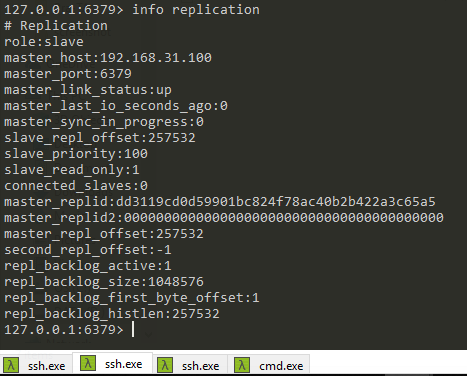 127.0.0.1:6379> info replication
# Replication
role:slave
master_host:192.168.31.100
master_port:6379
master_link_status:up
master_last_io_seconds_ago:0
master_sync_in_progress:0
slave_repl_offset:257532
slave_priority:100
slave_read_only:1
connected_slaves:0
master_replid:dd3119cd0d59901bc824f78ac40b2b422a3c65a5
master_replid2:0000000000000000000000000000000000000000
master_repl_offset:257532
second_repl_offset:-1
repl_backlog_active:1
repl_backlog_size:1048576
repl_backlog_first_byte_offset:1
repl_backlog_histlen:257532
127.0.0.1:6379>
λ ssh.exe λ ssh.exe λ ssh.exe λ cmd.exe